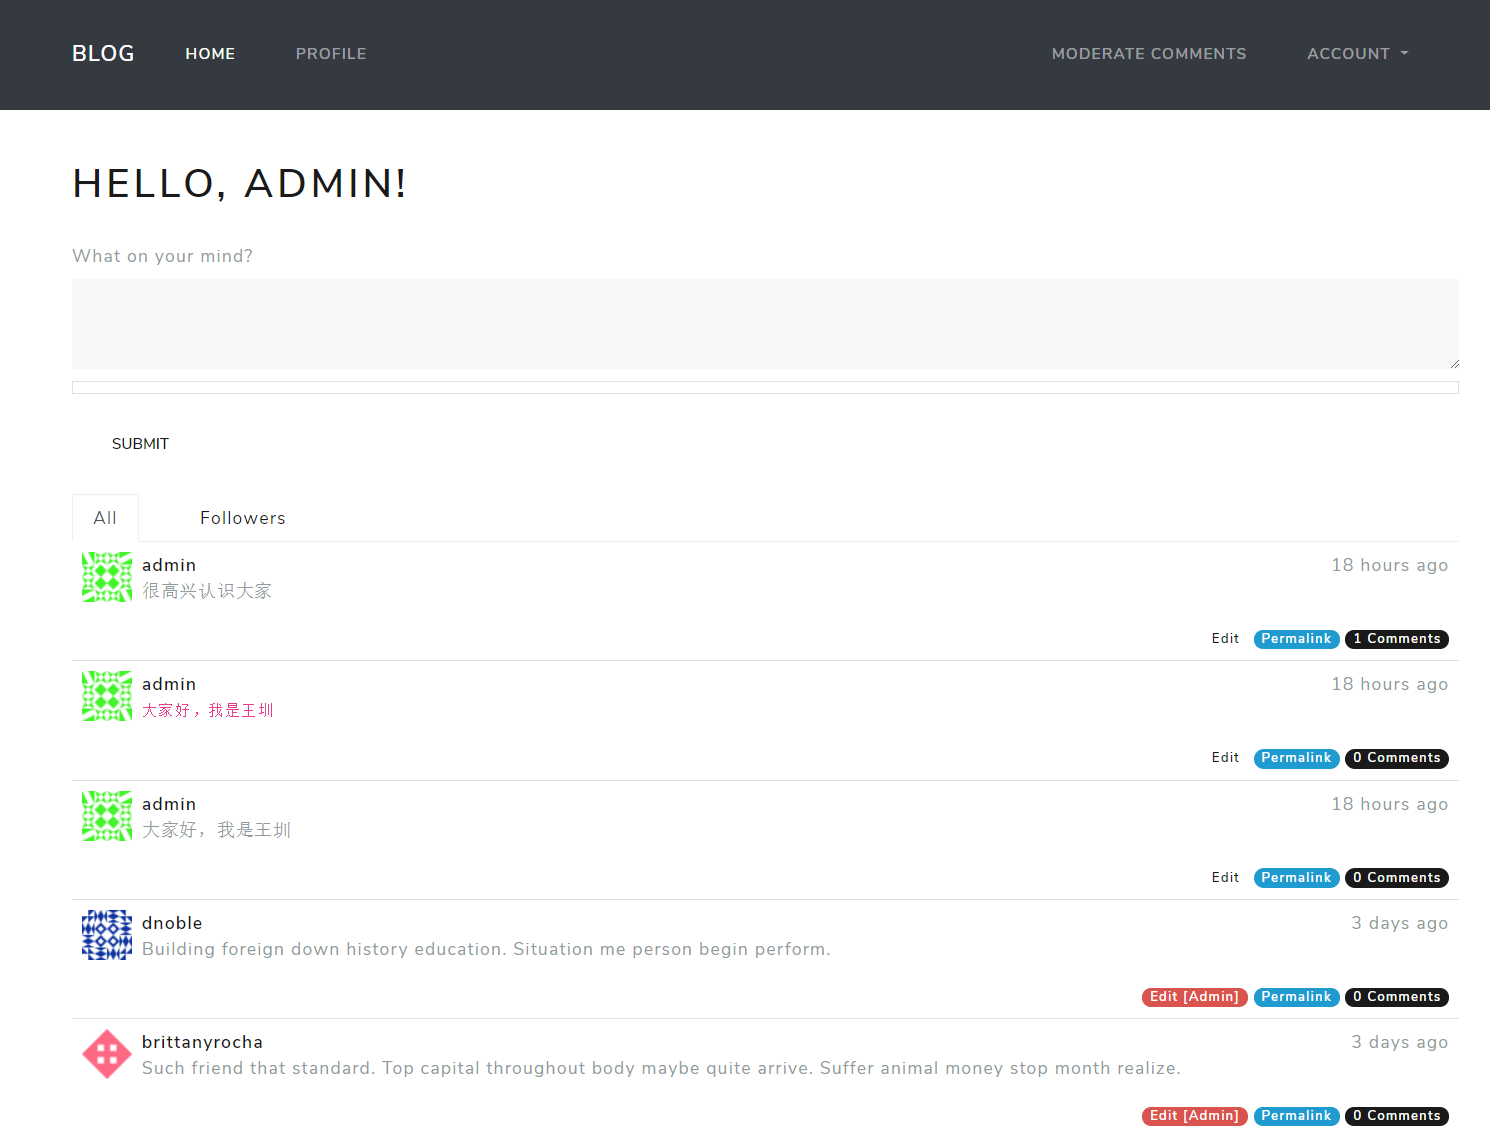 BLOG HOME PROFILE MODERATE COMMENTS ACCOUNT
HELLO, ADMIN!
What on your mind?
SUBMIT
All Followers
admin 18 hours ago
很高兴认识大家
Edit Permalink 1 Comments
admin 18 hours ago
大家好，我是王圳
Edit Permalink 0 Comments
admin 18 hours ago
大家好，我是王圳
Edit Permalink 0 Comments
dnoble 3 days ago
Building foreign down history education. Situation me person begin perform.
Edit [Admin] Permalink 0 Comments
brittanyrocha 3 days ago
Such friend that standard. Top capital throughout body maybe quite arrive. Suffer animal money stop month realize.
Edit [Admin] Permalink 0 Comments